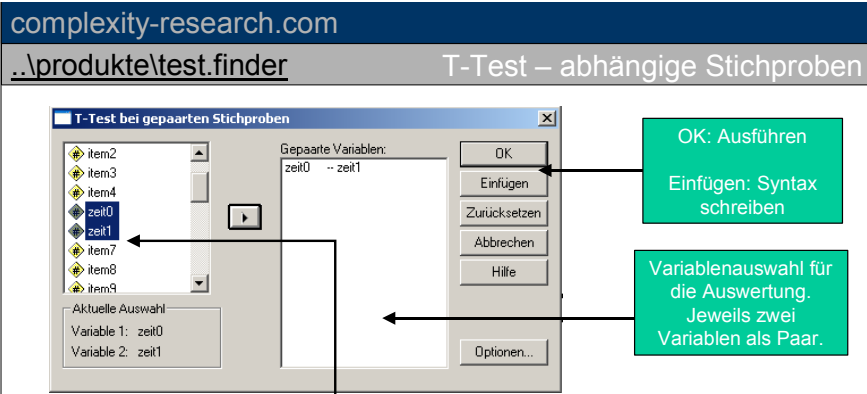 complexity-research.com
..\produkte\test.finder
T-Test – abhängige Stichproben
T-Test bei gepaarten Stichproben
item2
item3
item4
zeit0
zeit1
item7
item8
item9
Aktuelle Auswahl
Variable 1: zeit0
Variable 2: zeit1
Gepaarte Variablen:
zeit0 -- zeit1
OK
Einfügen
Zurücksetzen
Abbrechen
Hilfe
Optionen...
OK: Ausführen
Einfügen: Syntax
schreiben
Variablenauswahl für
die Auswertung.
Jeweils zwei
Variablen als Paar.